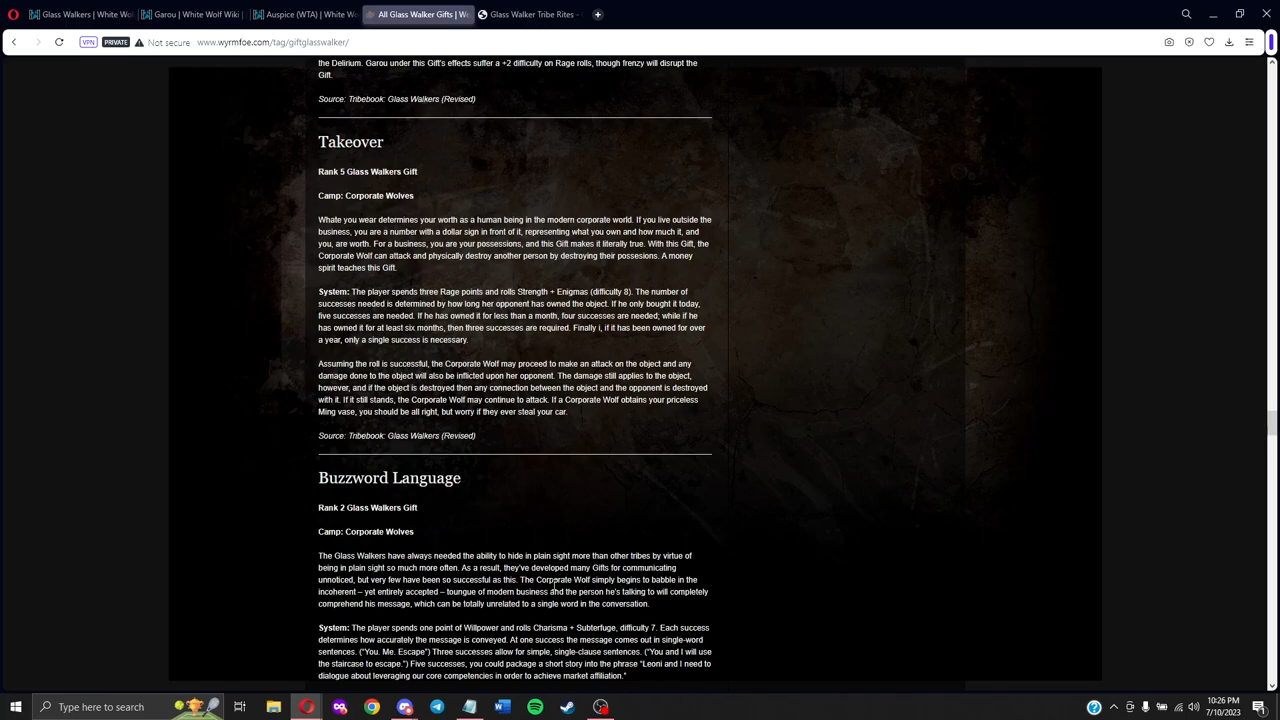 Glass Walkers | White Wol
Garou | White Wolf Wiki |
Auspice (WTA) | White Wo
All Glass Walker Gifts | W
Glass Walker Tribe Rites -
VPN PRIVATE Not secure www.wyrmfoe.com/tag/giftglasswalker/
the Delirium. Garou under this Gift's effects suffer a +2 difficulty on Rage rolls, though frenzy will disrupt the
Gift.
Source: Tribebook: Glass Walkers (Revised)
Takeover
Rank 5 Glass Walkers Gift
Camp: Corporate Wolves
Whate you wear determines your worth as a human being in the modern corporate world. If you live outside the
business, you are a number with a dollar sign in front of it, representing what you own and how much it, and
you, are worth. For a business, you are your possessions, and this Gift makes it literally true. With this Gift, the
Corporate Wolf can attack and physically destroy another person by destroying their possesions. A money
spirit teaches this Gift.
System: The player spends three Rage points and rolls Strength + Enigmas (difficulty 8). The number of
successes needed is determined by how long her opponent has owned the object. If he only bought it today,
five successes are needed. If he has owned it for less than a month, four successes are needed; while if he
has owned it for at least six months, then three successes are required. Finally i, if it has been owned for over
a year, only a single success is necessary.
Assuming the roll is successful, the Corporate Wolf may proceed to make an attack on the object and any
damage done to the object will also be inflicted upon her opponent. The damage still applies to the object,
however, and if the object is destroyed then any connection between the object and the opponent is destroyed
with it. If it still stands, the Corporate Wolf may continue to attack. If a Corporate Wolf obtains your priceless
Ming vase, you should be all right, but worry if they ever steal your car.
Source: Tribebook: Glass Walkers (Revised)
Buzzword Language
Rank 2 Glass Walkers Gift
Camp: Corporate Wolves
The Glass Walkers have always needed the ability to hide in plain sight more than other tribes by virtue of
being in plain sight so much more often. As a result, they've developed many Gifts for communicating
unnoticed, but very few have been so successful as this. The Corporate Wolf simply begins to babble in the
incoherent – yet entirely accepted – toungue of modern business and the person he's talking to will completely
comprehend his message, which can be totally unrelated to a single word in the conversation.
System: The player spends one point of Willpower and rolls Charisma + Subterfuge, difficulty 7. Each success
determines how accurately the message is conveyed. At one success the message comes out in single-word
sentences. ("You. Me. Escape") Three successes allow for simple, single-clause sentences. ("You and I will use
the staircase to escape.") Five successes, you could package a short story into the phrase "Leoni and I need to
dialogue about leveraging our core competencies in order to achieve market affiliation."
Type here to search
10:26 PM
7/10/2023